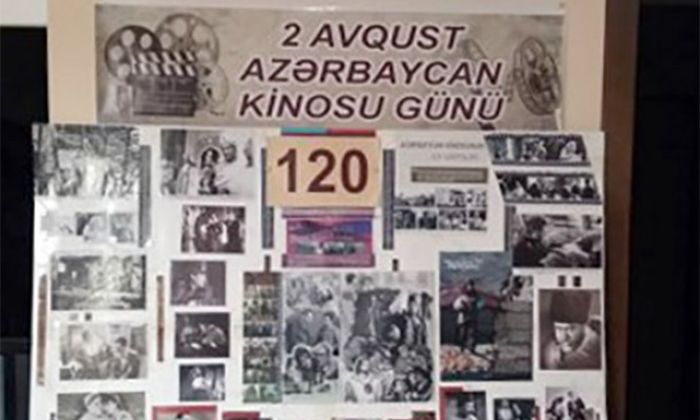 2 AVQUST
AZƏRBAYCAN
KİNOSU GÜNÜ
120